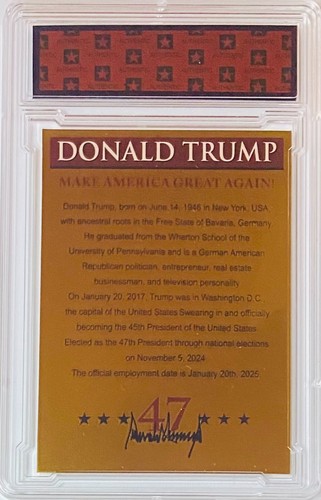 DONALD TRUMP
MAKE AMERICA GREAT AGAIN!
Donald Trump, born on June 14, 1946 in New York, USA,
with ancestral roots in the Free State of Bavaria, Germany
He graduated from the Wharton School of the
University of Pennsylvania and is a German American
Republican politician, entrepreneur, real estate
businessman, and television personality
On January 20, 2017, Trump was in Washington D.C.
the capital of the United States Swearing in and officially
becoming the 45th President of the United States
Elected as the 47th President through national elections
on November 5, 2024
The official employment date is January 20th, 2025
47